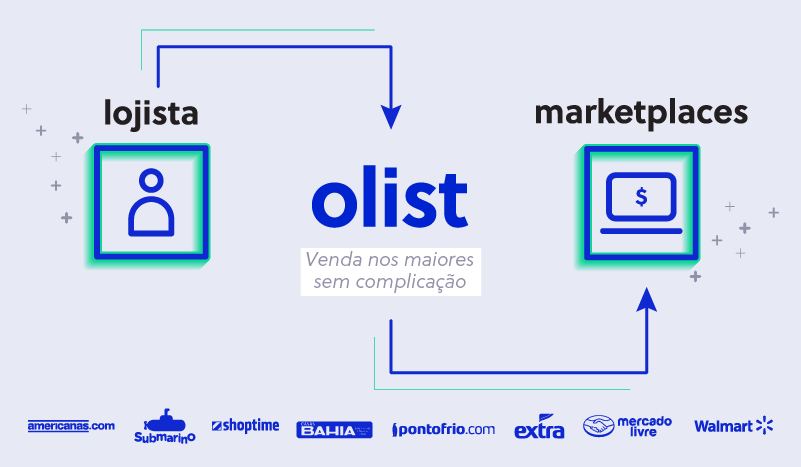 lojista
marketplaces
$
olist
Venda nos maiores
sem complicação
americanas.com
Submarino
shoptime
BAHIA
pontofrio.com
extra
mercado
livre
Walmart